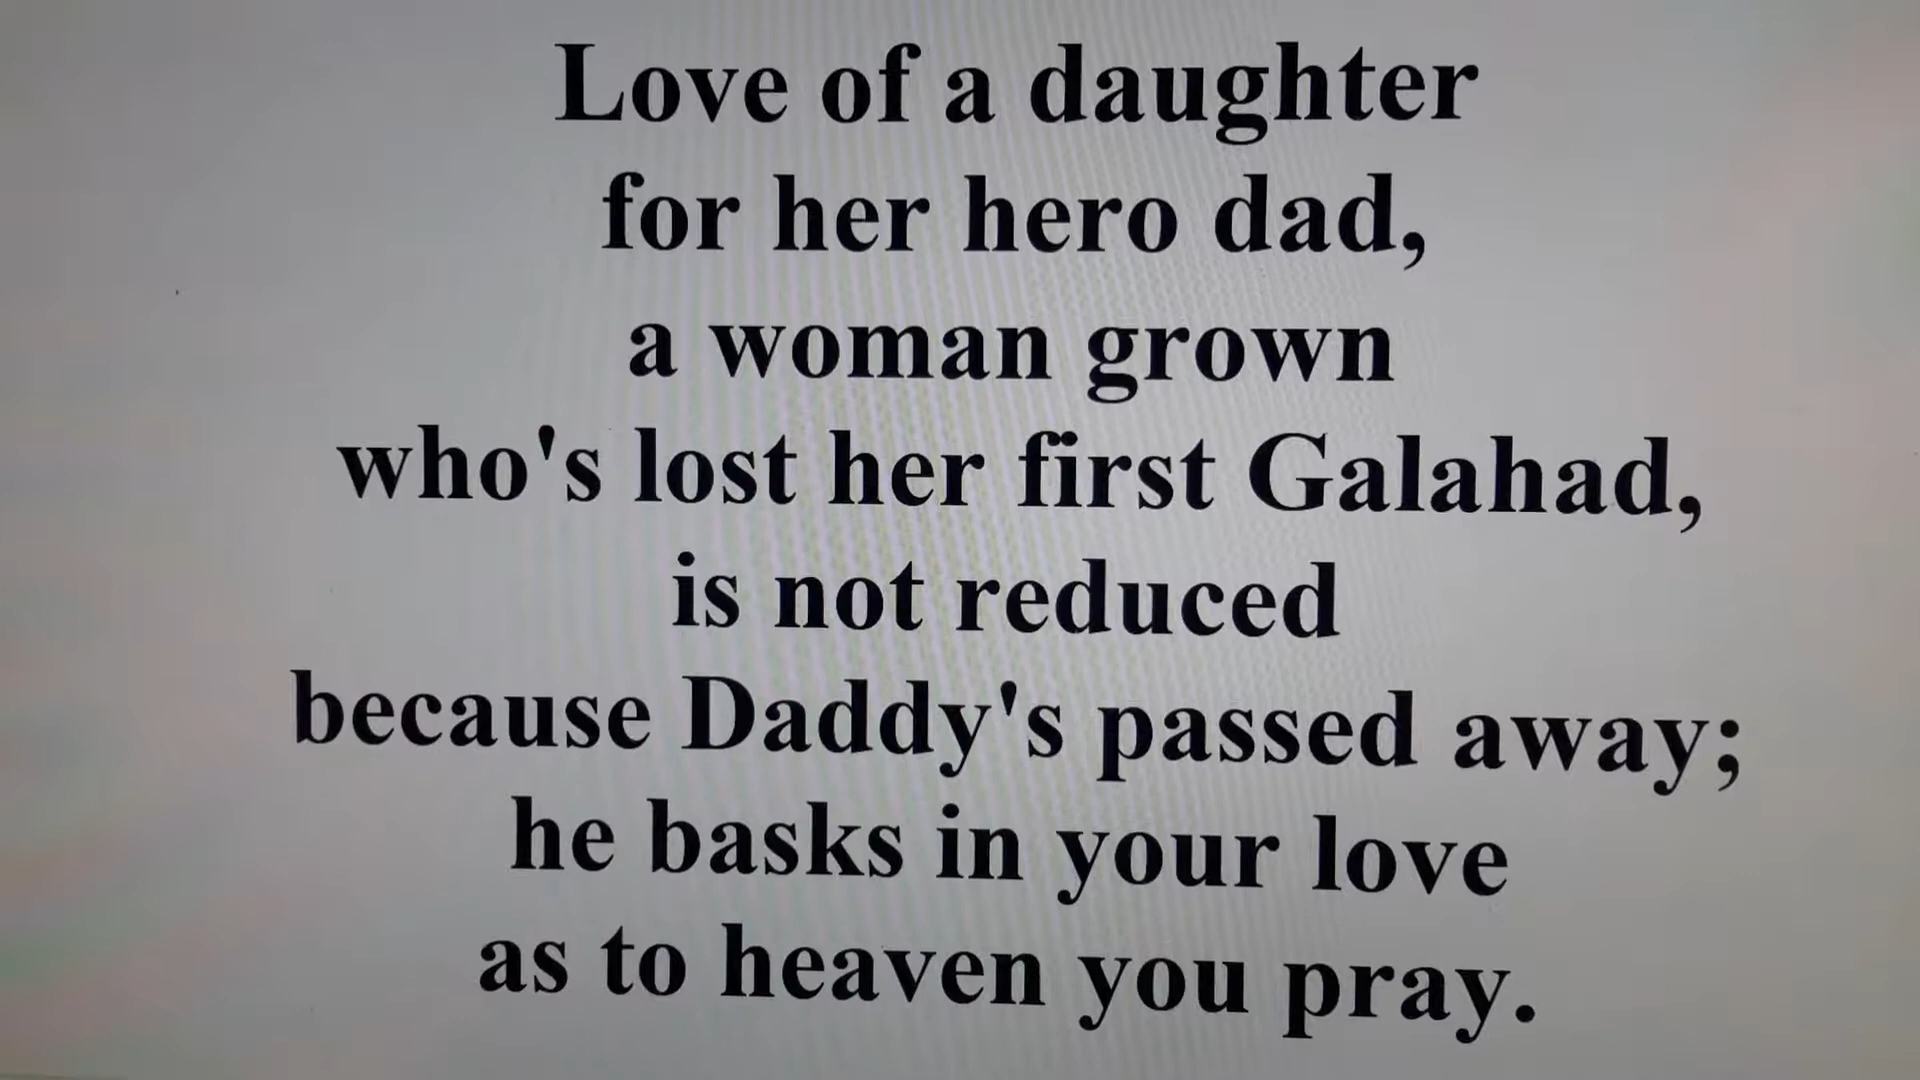 Love of a daughter
for her hero dad,
a woman grown
who's lost her first Galahad,
is not reduced
because Daddy's passed away;
he basks in your love
as to heaven you pray.